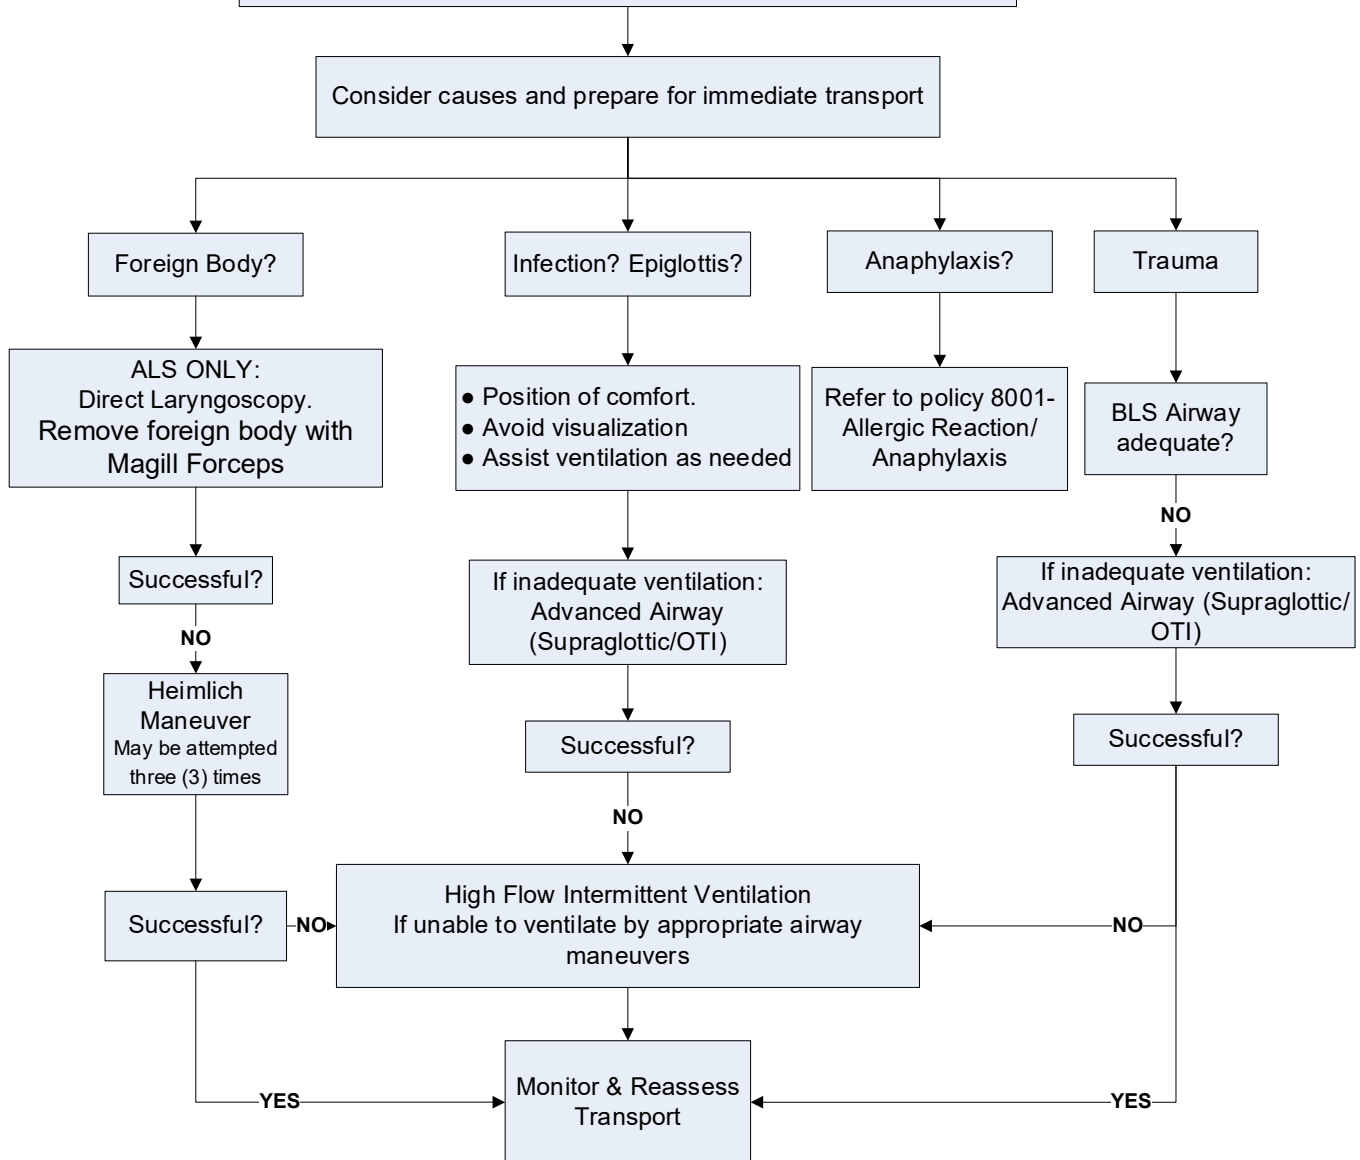 Consider causes and prepare for immediate transport
Foreign Body?
Infection? Epiglottis?
Anaphylaxis?
Trauma
ALS ONLY:
Direct Laryngoscopy.
Remove foreign body with
Magill Forceps
● Position of comfort.
● Avoid visualization
● Assist ventilation as needed
Refer to policy 8001-
Allergic Reaction/
Anaphylaxis
BLS Airway
adequate?
NO
Successful?
If inadequate ventilation:
Advanced Airway
(Supraglottic/OTI)
If inadequate ventilation:
Advanced Airway (Supraglottic/
OTI)
NO
Heimlich
Maneuver
May be attempted
three (3) times
Successful?
Successful?
NO
Successful?
NO
High Flow Intermittent Ventilation
If unable to ventilate by appropriate airway
maneuvers
NO
YES
Monitor & Reassess
Transport
YES